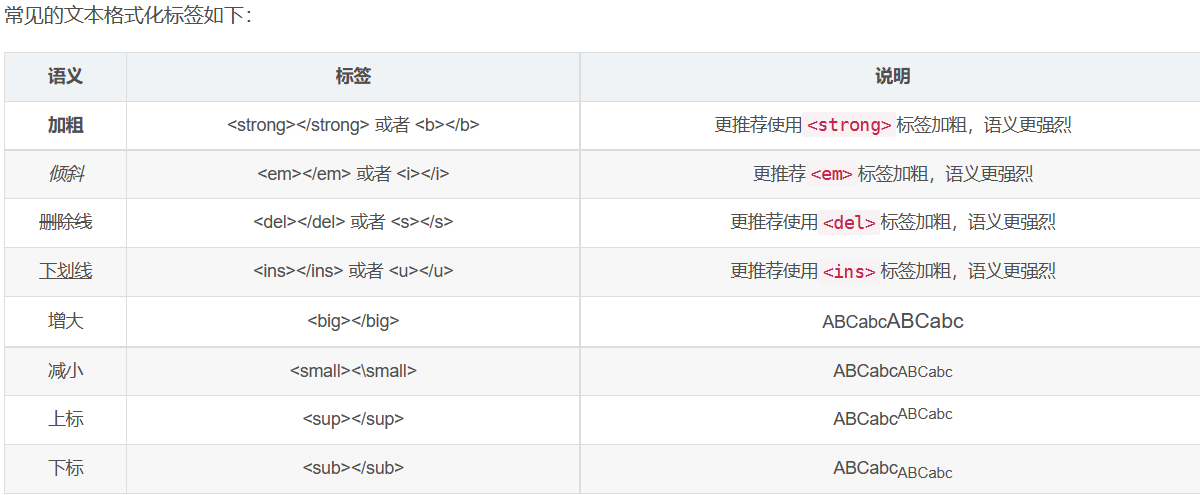 常见的文本格式化标签如下：
语义 标签 说明
加粗 <strong></strong> 或者 <b></b> 更推荐使用 <strong> 标签加粗，语义更强烈
倾斜 <em></em> 或者 <i></i> 更推荐 <em> 标签加粗，语义更强烈
删除线 <del></del> 或者 <s></s> 更推荐使用 <del> 标签加粗，语义更强烈
下划线 <ins></ins> 或者 <u></u> 更推荐使用 <ins> 标签加粗，语义更强烈
增大 <big></big> ABCabcABCabc
减小 <small><\small> ABCabcABCabc
上标 <sup></sup> ABCabcABCabc
下标 <sub></sub> ABCabcABCabc